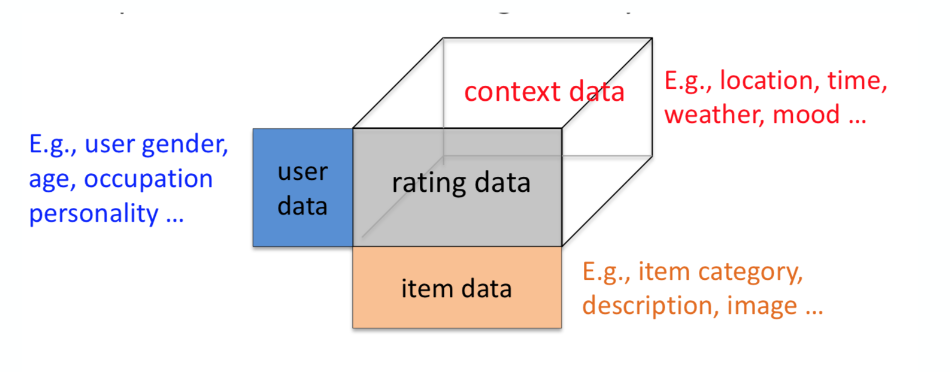 context data
E.g., location, time,
weather, mood ...
E.g., user gender,
age, occupation
personality ...
user
data
rating data
item data
E.g., item category,
description, image ...